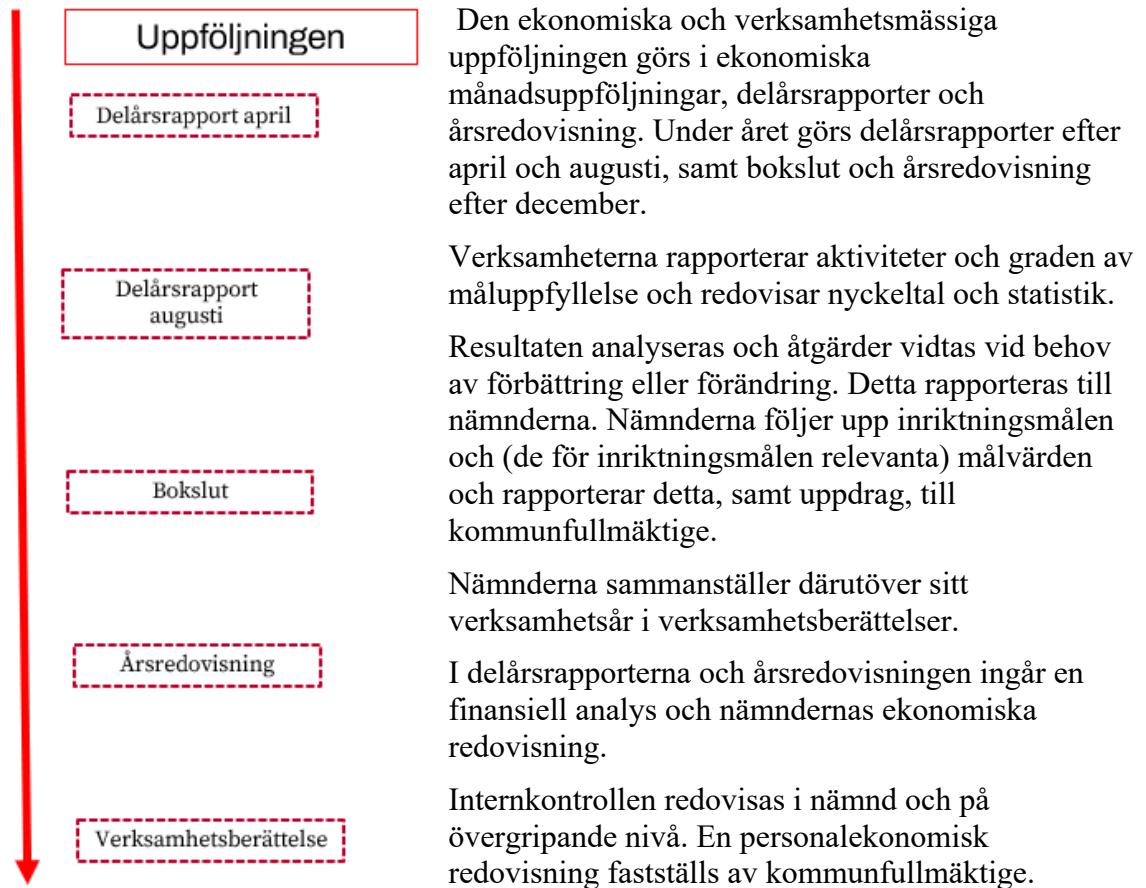 Uppföljningen
Delårsrapport april
Delårsrapport
augusti
Bokslut
Årsredovisning
Verksamhetsberättelse
Den ekonomiska och verksamhetsmässiga
uppföljningen görs i ekonomiska
månadsuppföljningar, delårsrapporter och
årsredovisning. Under året görs delårsrapporter efter
april och augusti, samt bokslut och årsredovisning
efter december.
Verksamheterna rapporterar aktiviteter och graden av
måluppfyllelse och redovisar nyckeltal och statistik.
Resultaten analyseras och åtgärder vidtas vid behov
av förbättring eller förändring. Detta rapporteras till
nämnderna. Nämnderna följer upp inriktningsmålen
och (de för inriktningsmålen relevanta) målvärden
och rapporterar detta, samt uppdrag, till
kommunfullmäktige.
Nämnderna sammanställer därutöver sitt
verksamhetsår i verksamhetsberättelser.
I delårsrapporterna och årsredovisningen ingår en
finansiell analys och nämndernas ekonomiska
redovisning.
Internkontrollen redovisas i nämnd och på
övergripande nivå. En personalekonomisk
redovisning fastställs av kommunfullmäktige.